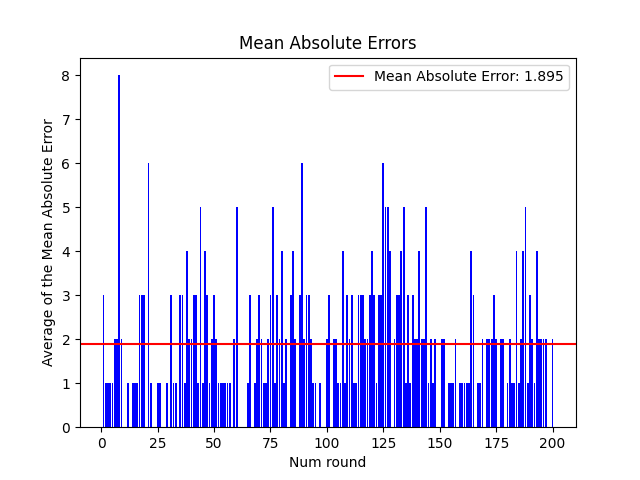 Mean Absolute Errors
Mean Absolute Error: 1.895
Average of the Mean Absolute Error
8
7
6
5
4
3
2
1
0
0 25 50 75 100 125 150 175 200
Num round